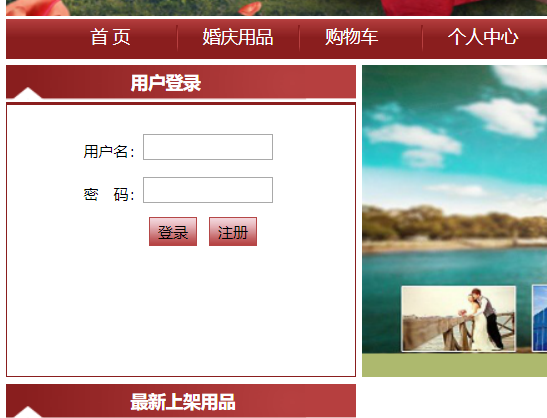 首 页 婚庆用品 购物车 个人中心
用户登录
用户名：
密 码：
登录 注册
最新上架用品